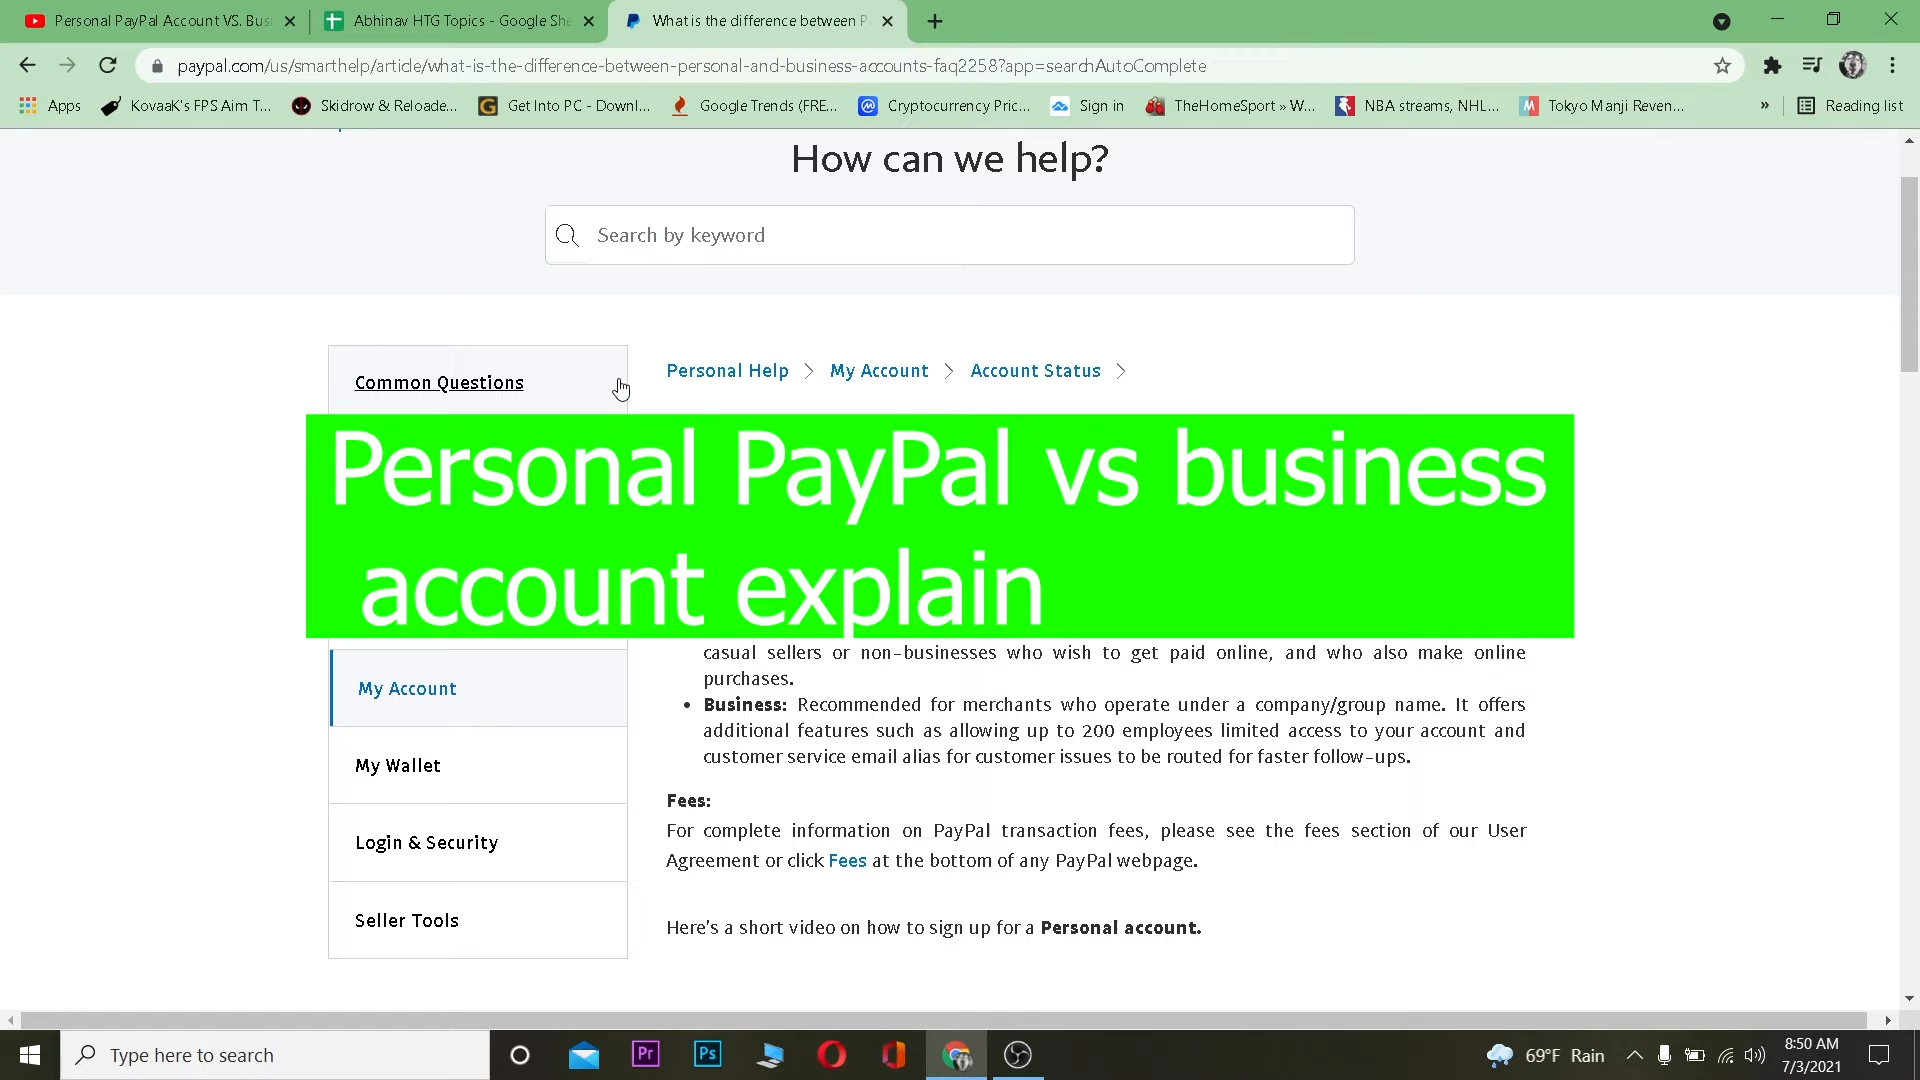 Personal PayPal Account VS. Busi
Abhinav HTG Topics - Google She
What is the difference between P
paypal.com/us/smarthelp/article/what-is-the-difference-between-personal-and-business-accounts-faq2258?app=searchAutoComplete
Apps
KovaaK's FPS Aim T...
Skidrow & Reloade...
Get Into PC - Downl...
Google Trends (FRE...
Cryptocurrency Pric...
Sign in
TheHomeSport » W...
NBA streams, NHL...
Tokyo Manji Reven...
»
Reading list
How can we help?
Search by keyword
Common Questions
Personal Help > My Account > Account Status >
Personal PayPal vs business
account explain
casual sellers or non-businesses who wish to get paid online, and who also make online
purchases.
My Account
• Business: Recommended for merchants who operate under a company/group name. It offers
additional features such as allowing up to 200 employees limited access to your account and
customer service email alias for customer issues to be routed for faster follow-ups.
My Wallet
Fees:
For complete information on PayPal transaction fees, please see the fees section of our User
Agreement or click Fees at the bottom of any PayPal webpage.
Login & Security
Seller Tools
Here's a short video on how to sign up for a Personal account.
Type here to search
Pr
Ps
69°F Rain
8:50 AM
7/3/2021